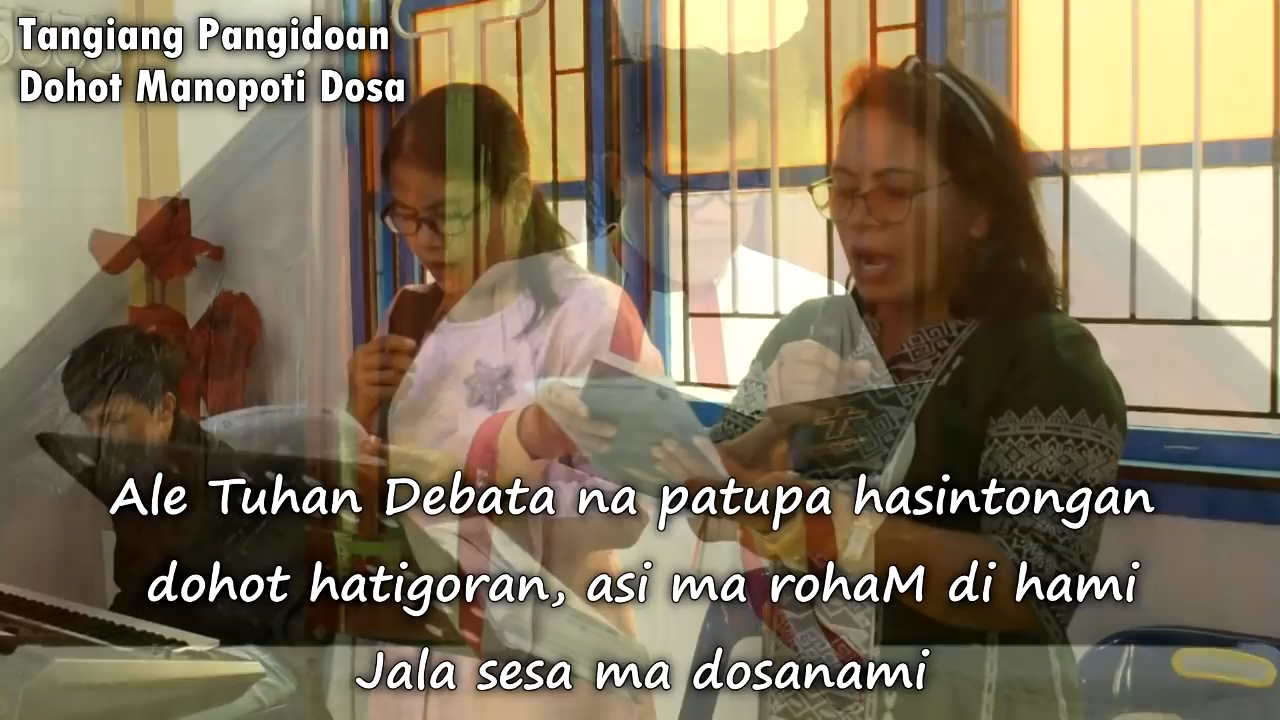 Tangiang Pangidoan
Dohot Manopoti Dosa
Ale Tuhan Debata na patupa hasintongan
dohot hatigoran, asi ma rohaM di hami
Jala sesa ma dosanami